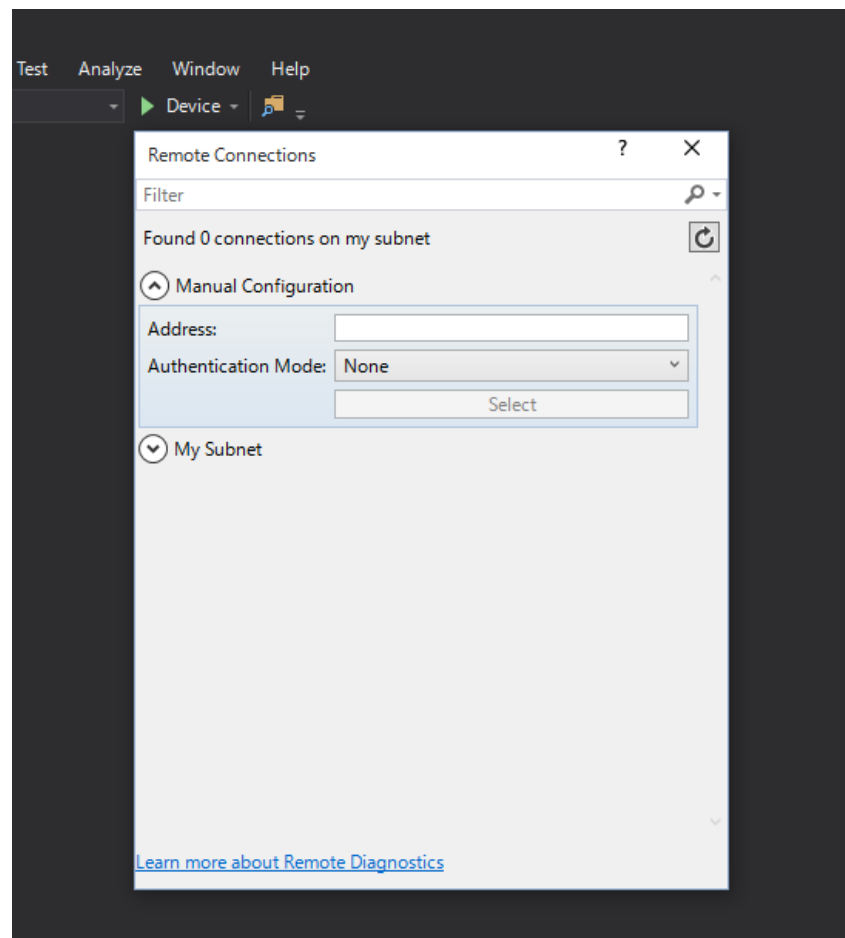 Test Analyze Window Help
Device
Remote Connections ?
Filter
Found 0 connections on my subnet
Manual Configuration
Address:
Authentication Mode: None
Select
My Subnet
Learn more about Remote Diagnostics